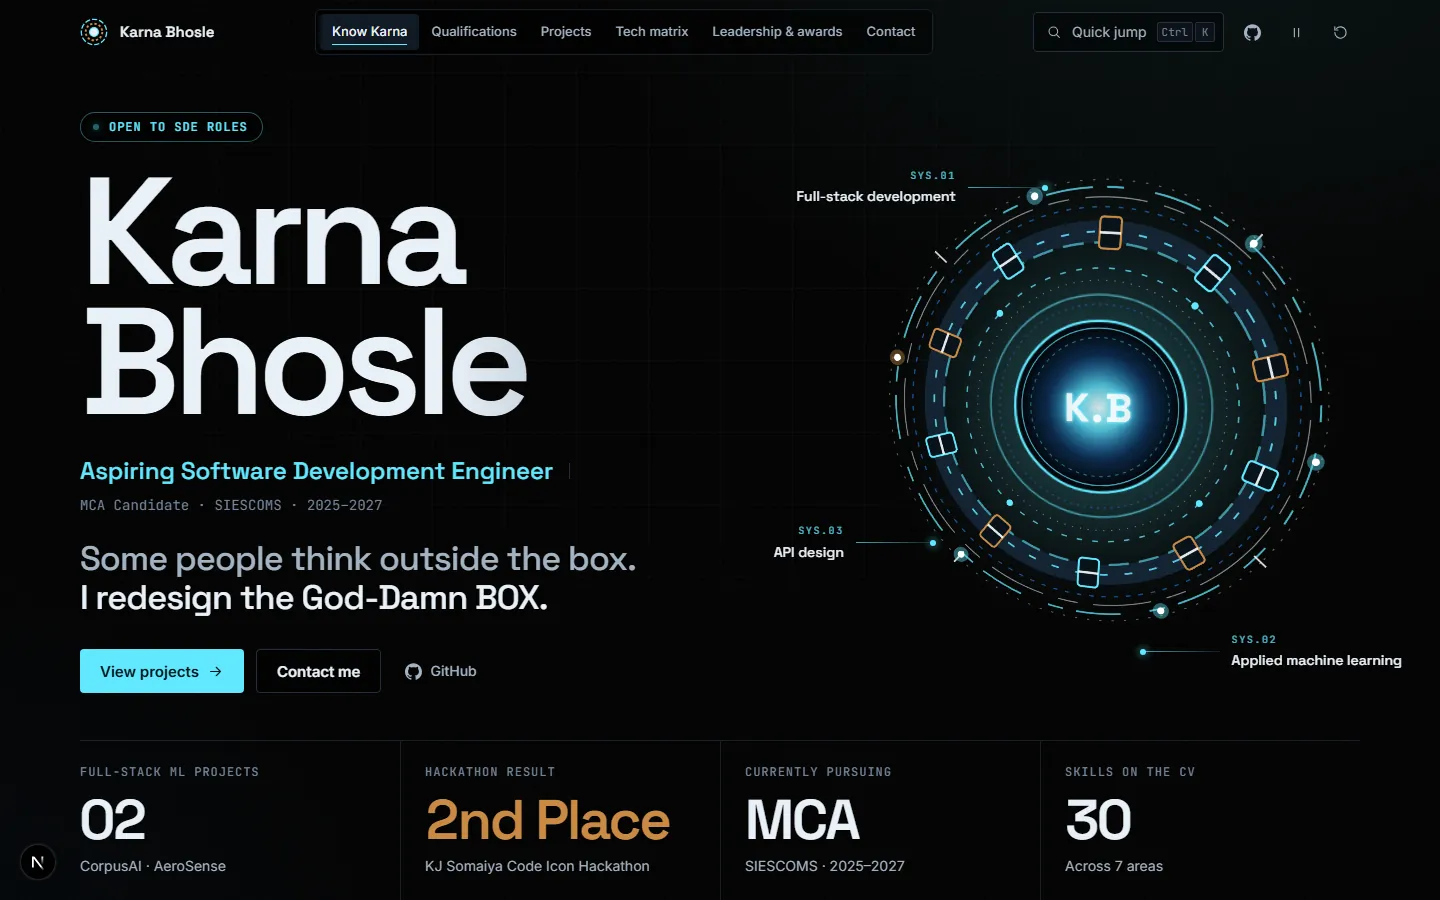 Karna Bhosle
Know Karna
Qualifications
Projects
Tech matrix
Leadership & awards
Contact
Quick jump
Ctrl
K
OPEN TO SDE ROLES
Karna
Bhosle
Aspiring Software Development Engineer
MCA Candidate · SIESCOMS · 2025–2027
Some people think outside the box.
I redesign the God-Damn BOX.
View projects →
Contact me
GitHub
SYS.01
Full-stack development
K.B
SYS.03
API design
SYS.02
Applied machine learning
FULL-STACK ML PROJECTS
02
CorpusAI · AeroSense
HACKATHON RESULT
2nd Place
KJ Somaiya Code Icon Hackathon
CURRENTLY PURSUING
MCA
SIESCOMS · 2025–2027
SKILLS ON THE CV
30
Across 7 areas
N